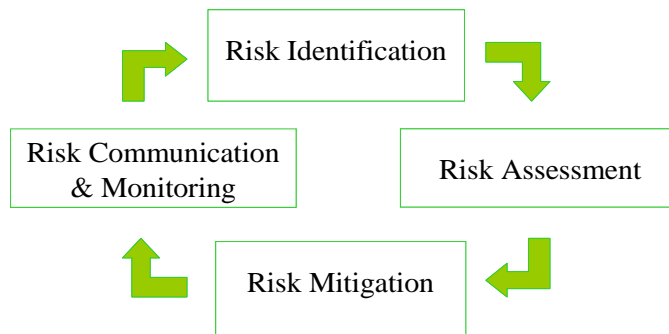 Risk Identification
Risk Communication
& Monitoring
Risk Assessment
Risk Mitigation